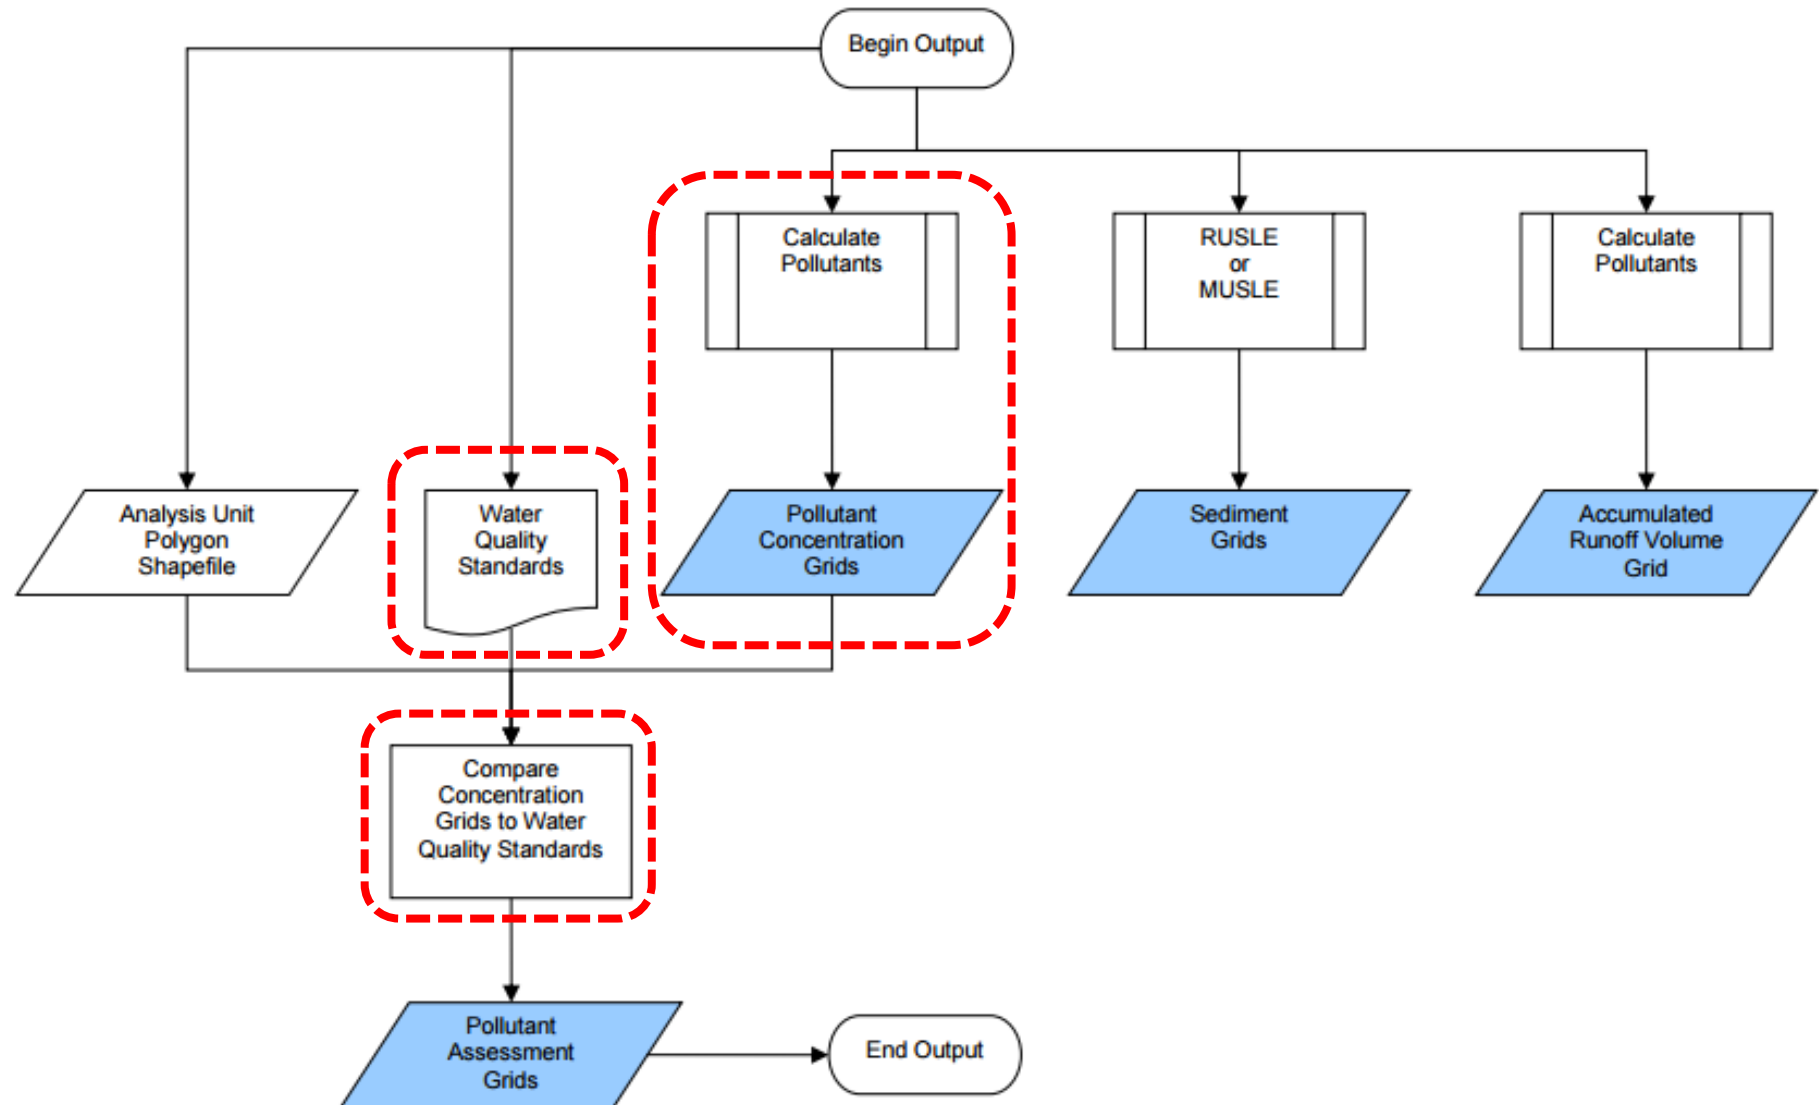 Begin Output
Calculate
Pollutants
RUSLE
or
MUSLE
Calculate
Pollutants
Analysis Unit
Polygon
Shapefile
Water
Quality
Standards
Pollutant
Concentration
Grids
Sediment
Grids
Accumulated
Runoff Volume
Grid
Compare
Concentration
Grids to Water
Quality Standards
Pollutant
Assessment
Grids
End Output